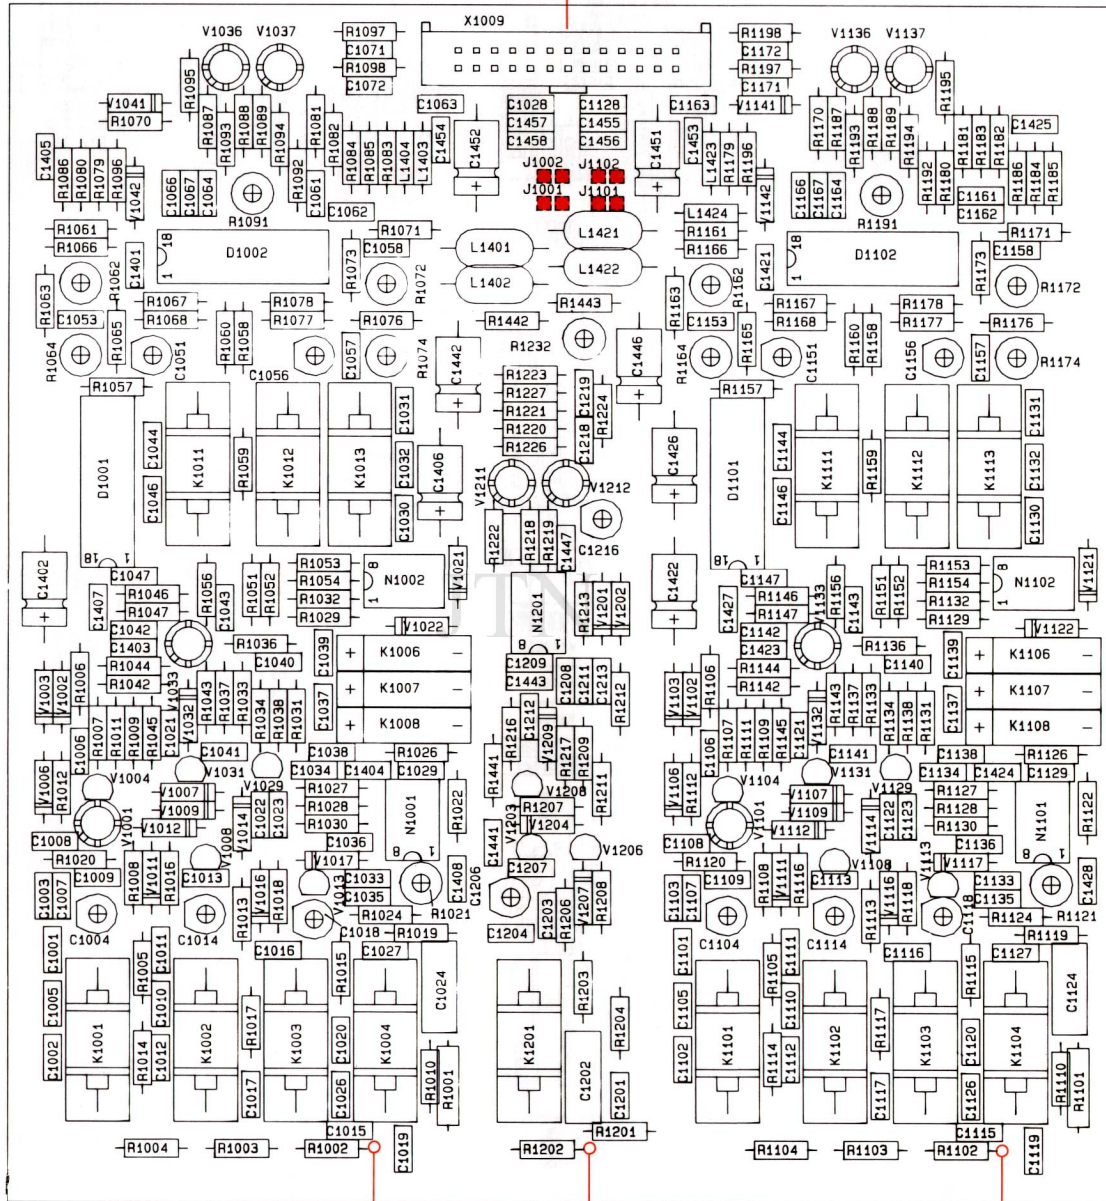 X1009
V1036 V1037 R1097 C1071 R1098 C1072 R1198 C1172 R1197 C1171 V1136 V1137
R1095 V1041 R1070 R1087 R1093 R1088 R1089 R1094 R1081 R1082 C1063 C1028 C1457 C1458 C1128 C1455 C1456 C1163 V1141 R1170 R1187 R1193 R1188 R1189 R1194 R1195 R1181 R1183 R1182 C1425
C1405 R1086 R1080 R1079 R1096 V1042 C1066 C1067 C1064 R1091 R1092 C1061 C1062 R1084 R1085 R1083 L1404 L1403 C1454 C1452 J1002 J1102 J1001 J1101 C1451 C1453 L1423 R1179 R1196 V1142 C1166 C1167 C1164 R1191 R1192 R1180 C1161 C1162 R1186 R1184 R1185
R1061 R1066 C1401 18 1 D1002 R1073 R1071 C1058 L1401 L1402 L1421 L1422 L1424 R1161 R1166 C1421 18 1 D1102 R1173 R1171 C1158
R1063 R1062 C1053 R1065 R1067 R1068 R1060 R1058 R1078 R1077 R1072 R1076 R1442 R1443 R1163 R1162 C1153 R1165 R1167 R1168 R1160 R1158 R1178 R1177 R1172 R1176
R1064 C1051 C1056 C1057 R1074 C1442 R1232 C1446 R1164 C1151 C1156 C1157 R1174
R1057 D1001 18 1 C1044 C1046 K1011 R1059 K1012 K1013 C1031 C1032 C1030 C1406 R1223 R1227 R1221 R1220 R1226 C1219 C1218 R1224 C1426 R1157 D1101 18 1 C1144 C1146 K1111 R1159 K1112 K1113 C1131 C1132 C1130
V1211 V1212 R1222 R1218 R1219 C1447 C1216
C1402 C1047 C1407 R1046 R1047 R1056 C1043 R1051 R1052 R1053 R1054 R1032 R1029 8 1 N1002 V1021 N1201 8 1 R1213 V1201 V1202 C1422 C1147 C1427 R1146 R1147 V1133 R1156 C1143 R1151 R1152 R1153 R1154 R1132 R1129 8 1 N1102 V1121
JTN
C1042 C1403 R1044 R1042 V1033 R1036 C1040 C1039 V1022 + K1006 - C1209 C1443 C1142 C1423 R1144 R1142 R1136 C1140 C1139 V1122 + K1106 -
V1003 V1002 R1006 V1032 R1043 R1037 R1033 R1034 R1038 R1031 C1037 + K1007 - + K1008 - C1208 C1211 C1213 R1212 V1103 V1102 R1106 V1132 R1143 R1137 R1133 R1134 R1138 R1131 C1137 + K1107 - + K1108 -
C1006 R1007 R1011 R1009 R1045 C1021 C1041 C1038 R1026 R1216 C1212 V1209 R1217 R1209 C1106 R1107 R1111 R1109 R1145 C1121 C1141 C1138 R1126
V1006 R1012 V1004 V1031 V1029 C1034 C1404 C1029 R1441 V1208 R1211 V1106 R1112 V1104 V1131 V1129 C1134 C1424 C1129
C1008 V1001 V1007 V1009 V1012 V1008 V1014 C1022 C1023 R1027 R1028 R1030 C1036 N1001 8 1 R1022 C1441 V1203 R1207 V1204 V1206 C1108 V1101 V1107 V1109 V1112 V1108 V1114 C1122 C1123 R1127 R1128 R1130 C1136 N1101 8 1 R1122
R1020 C1009 C1003 C1007 R1008 V1011 R1016 C1013 R1013 V1016 R1018 V1017 V1013 C1033 C1035 R1024 R1021 C1408 C1206 C1207 C1204 C1203 R1206 V1207 R1208 R1120 C1109 C1103 C1107 R1108 V1111 R1116 C1113 R1113 V1116 R1118 V1113 V1117 C1133 C1135 R1124 R1121 C1428
C1004 C1014 C1018 R1019 C1104 C1114 C1118 R1119
C1001 C1005 C1002 K1001 R1005 R1014 C1011 C1010 C1012 K1002 R1017 C1017 C1016 K1003 R1015 C1020 C1026 C1027 K1004 C1024 R1010 R1001 K1201 R1203 C1202 R1204 C1201 C1101 C1105 C1102 K1101 R1105 R1114 C1111 C1110 C1112 K1102 R1117 C1117 C1116 K1103 R1115 C1120 C1126 C1127 K1104 C1124 R1110 R1101
R1004 R1003 R1002 C1015 C1019 R1202 R1201 R1104 R1103 R1102 C1115 C1119